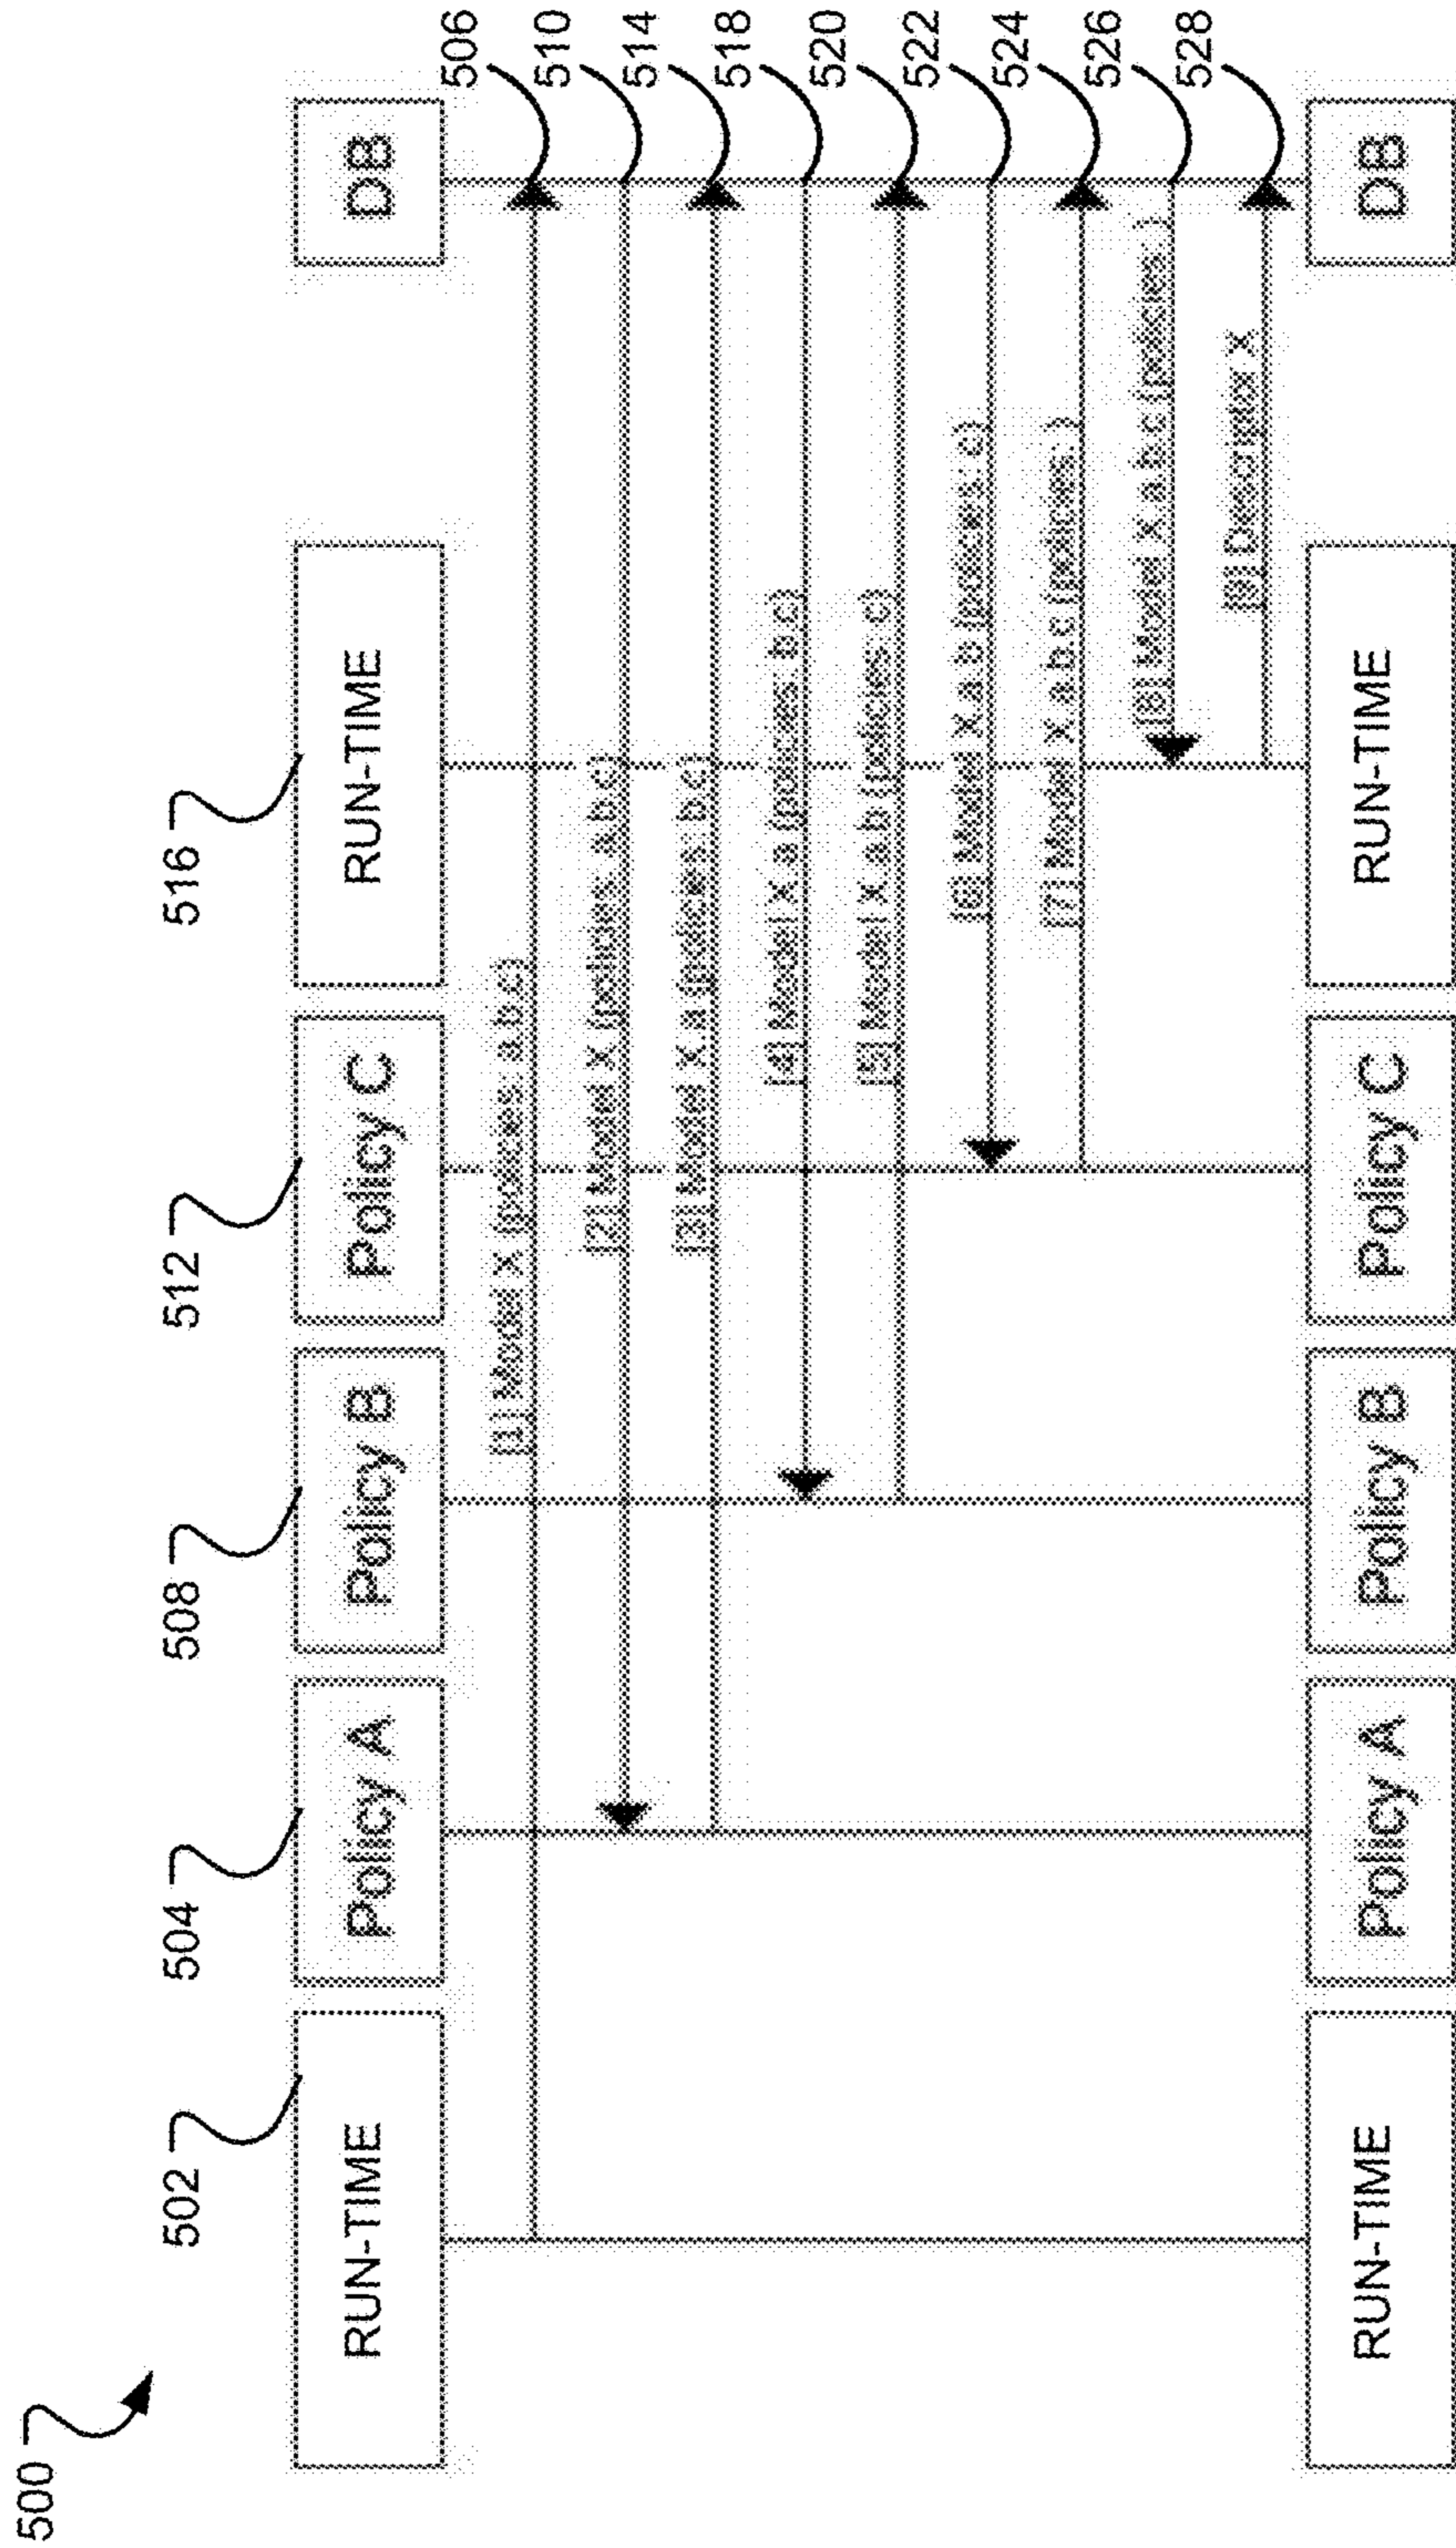 500
502
504
508
512
516
RUN-TIME
Policy A
Policy B
Policy C
RUN-TIME
DB
[1] Model X (policies: a.b.c)
506
[2] Model X (policies: a.b.c)
510
[3] Model X.a (policies: b.c)
514
[4] Model X.a (policies: b.c)
518
[5] Model X.a.b (policies: c)
520
[6] Model X.a.b (policies: c)
522
[7] Model X.a.b.c (policies: )
524
[8] Model X.a.b.c (policies: )
526
[9] Descriptor X
528
RUN-TIME
Policy A
Policy B
Policy C
RUN-TIME
DB